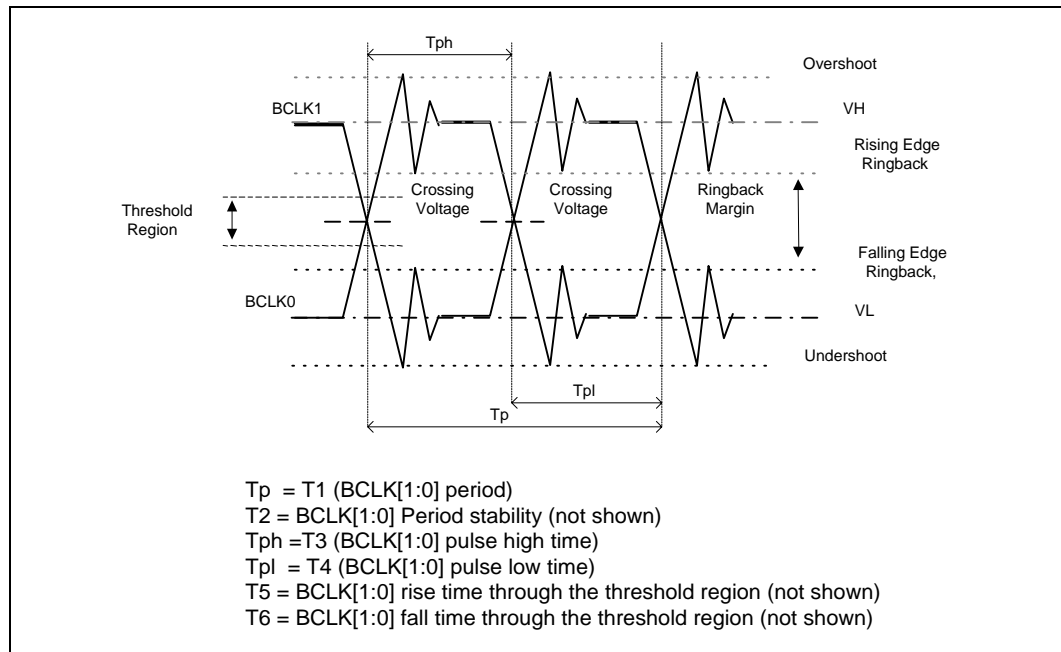 Tph
Overshoot
BCLK1
VH
Rising Edge
Ringback
Crossing
Voltage
Crossing
Voltage
Ringback
Margin
Threshold
Region
Falling Edge
Ringback,
BCLK0
VL
Undershoot
Tpl
Tp
Tp = T1 (BCLK[1:0] period)
T2 = BCLK[1:0] Period stability (not shown)
Tph =T3 (BCLK[1:0] pulse high time)
Tpl = T4 (BCLK[1:0] pulse low time)
T5 = BCLK[1:0] rise time through the threshold region (not shown)
T6 = BCLK[1:0] fall time through the threshold region (not shown)